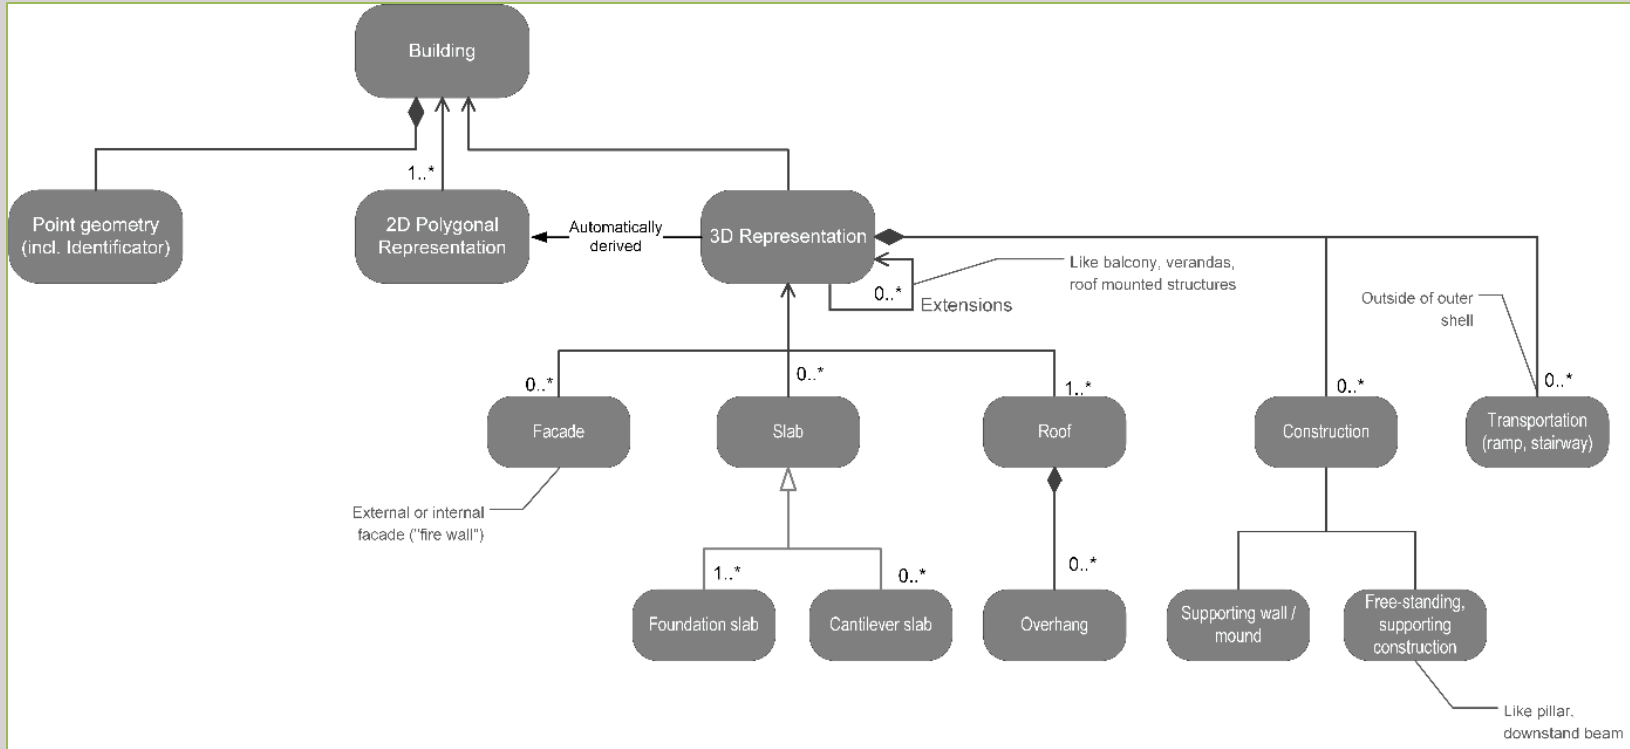 Building
1..*
Point geometry
(incl. Identificator)
2D Polygonal
Representation
Automatically
derived
3D Representation
0..*
Extensions
Like balcony, verandas,
roof mounted structures
Outside of outer
shell
0..*
0..*
1..*
0..*
0..*
Facade
Slab
Roof
Construction
Transportation
(ramp, stairway)
External or internal
facade ("fire wall")
1..*
0..*
0..*
Foundation slab
Cantilever slab
Overhang
Supporting wall /
mound
Free-standing,
supporting
construction
Like pillar,
downstand beam